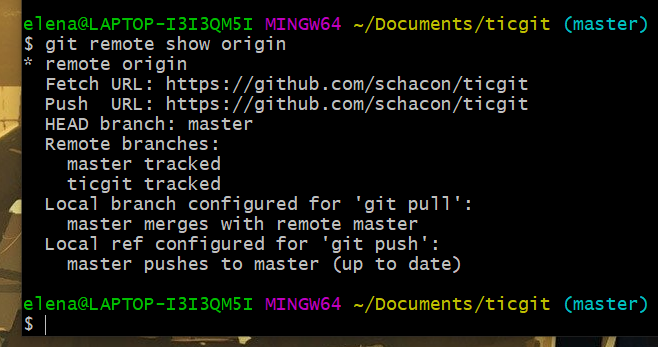 elena@LAPTOP-I3I3QM5I MINGW64 ~/Documents/ticgit (master)
$ git remote show origin
* remote origin
  Fetch URL: https://github.com/schacon/ticgit
  Push  URL: https://github.com/schacon/ticgit
  HEAD branch: master
  Remote branches:
    master tracked
    ticgit tracked
  Local branch configured for 'git pull':
    master merges with remote master
  Local ref configured for 'git push':
    master pushes to master (up to date)

elena@LAPTOP-I3I3QM5I MINGW64 ~/Documents/ticgit (master)
$